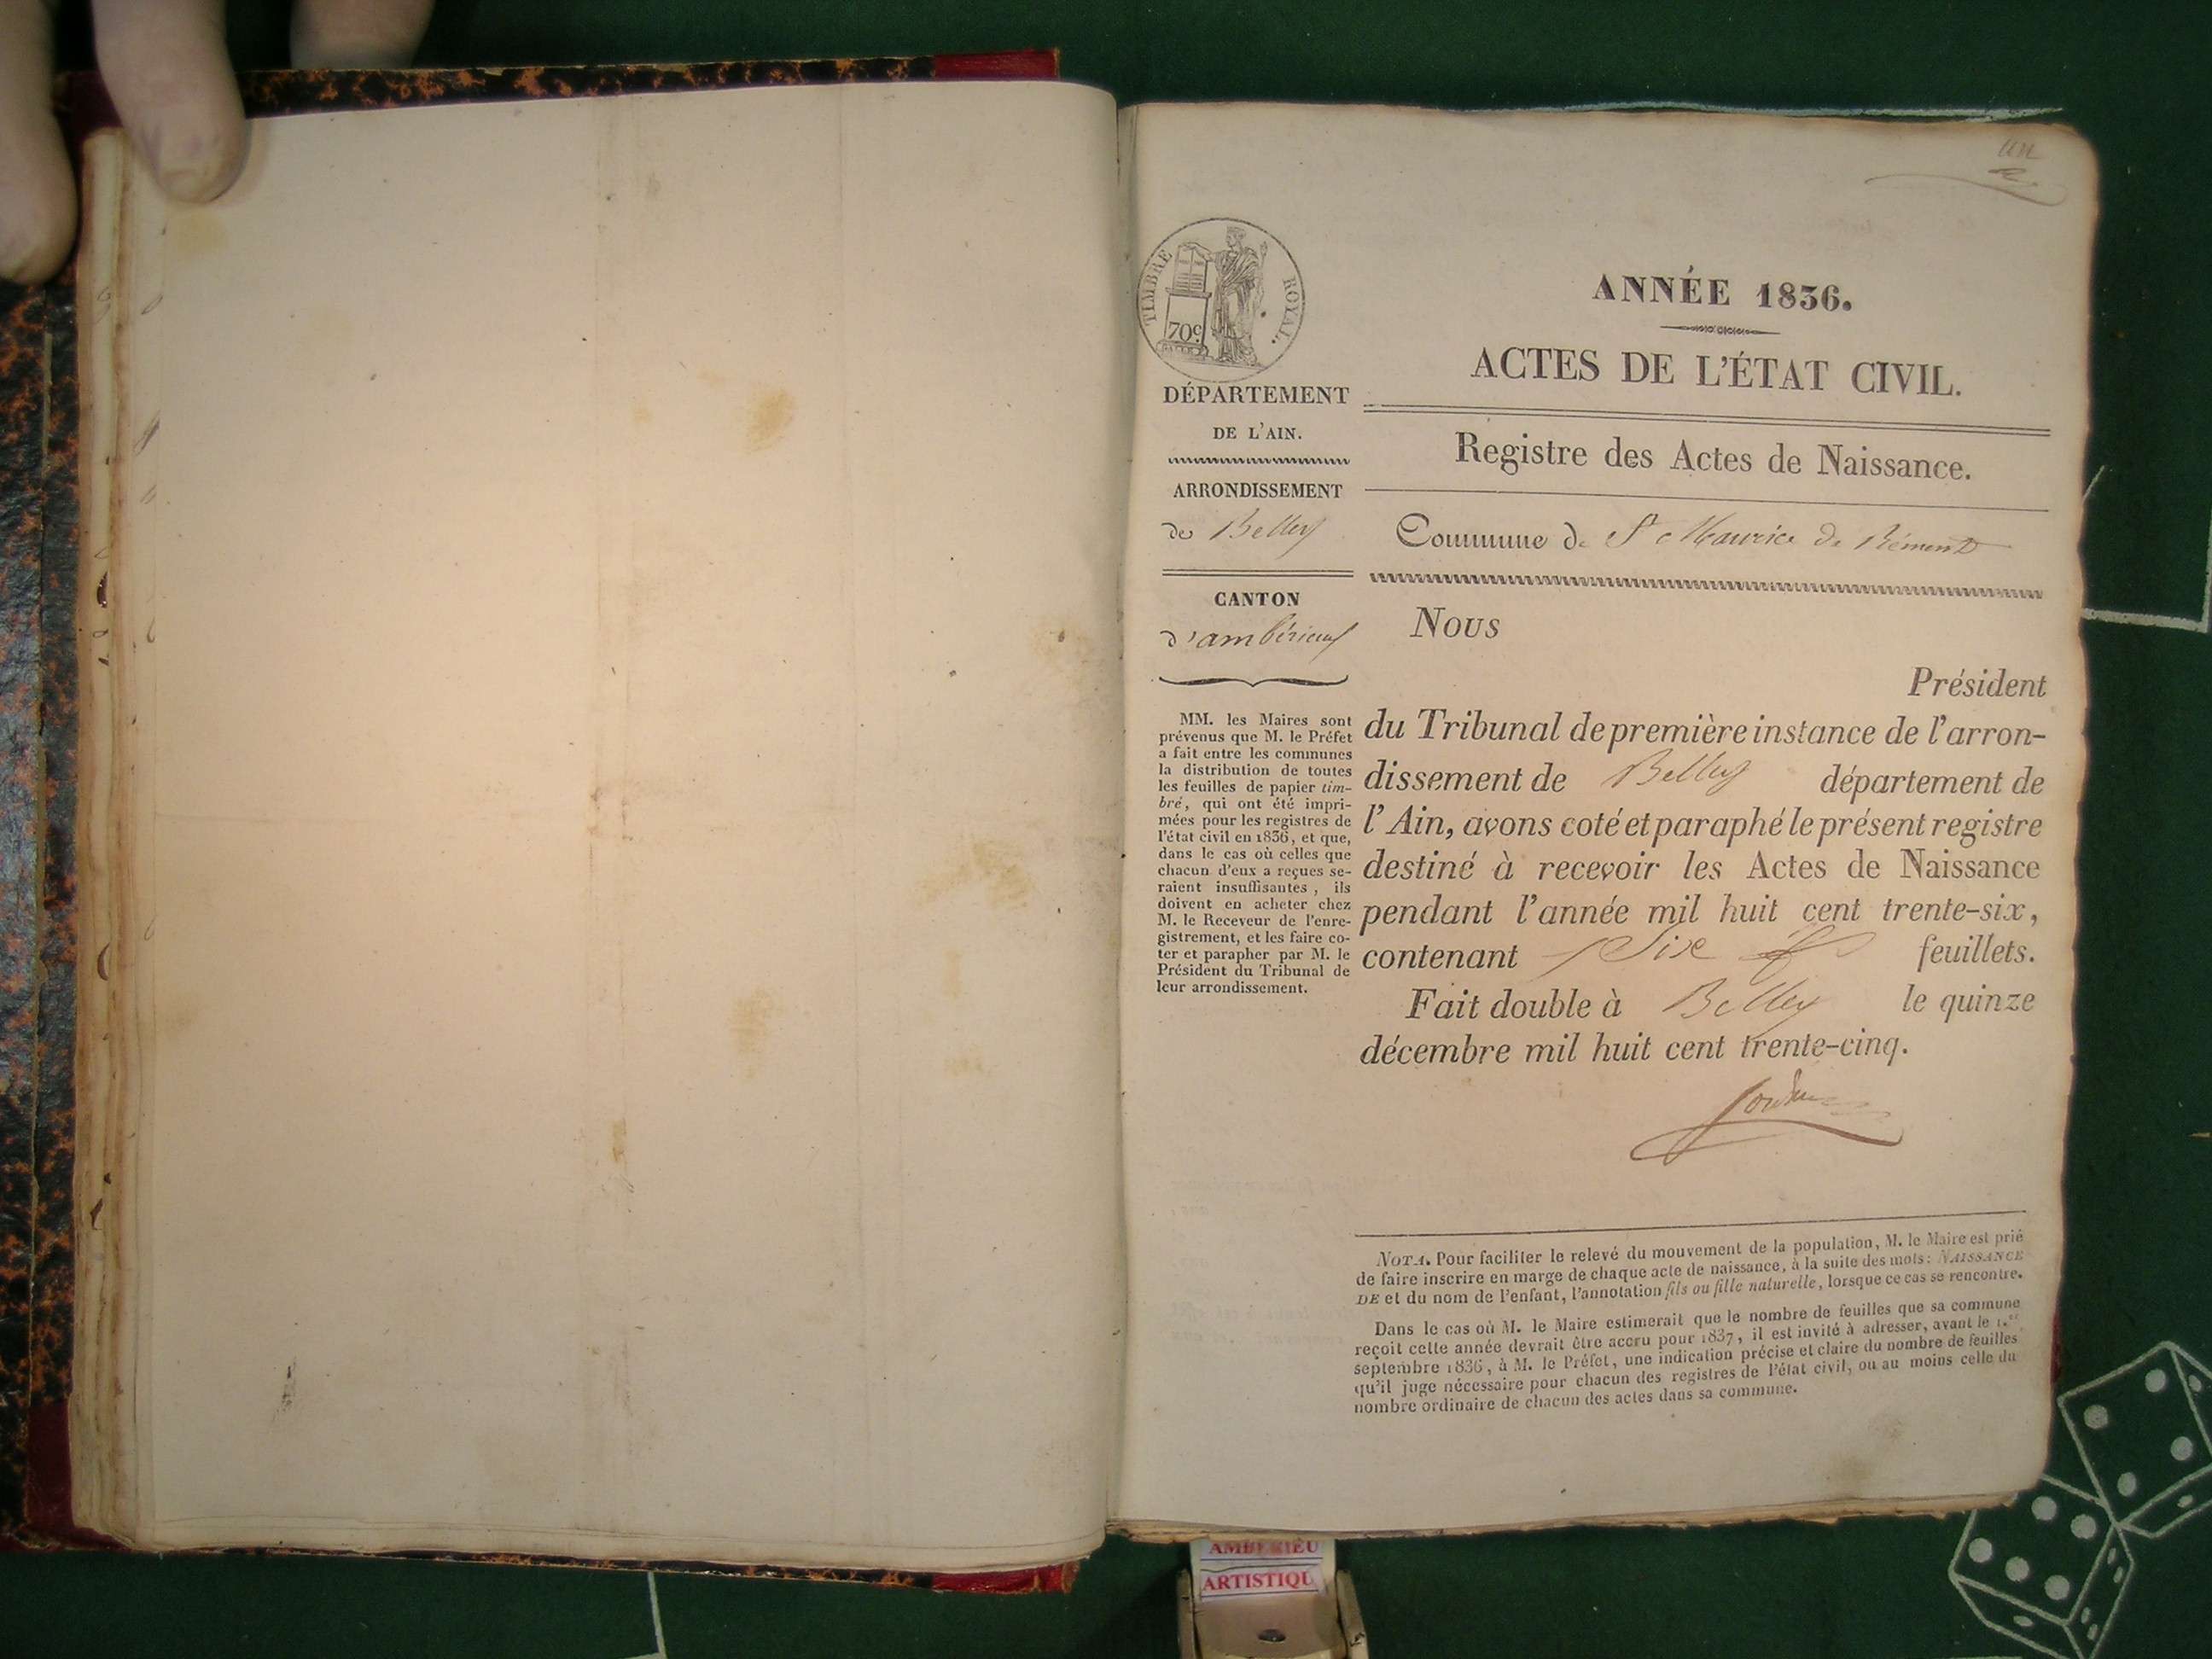 un
TIMBRE ROYAL.
70c
ANNÉE 1836.
ACTES DE L'ÉTAT CIVIL.
DÉPARTEMENT
DE L'AIN.
ARRONDISSEMENT
de Belley
CANTON
d'ambérieux
MM. les Maires sont
prévenus que M. le Préfet
a fait entre les communes
la distribution de toutes
les feuilles de papier tim-
bré, qui ont été impri-
mées pour les registres de
l'état civil en 1836, et que,
dans le cas où celles que
chacun d'eux a reçues se-
raient insuffisantes, ils
doivent en acheter chez
M. le Receveur de l'enre-
gistrement, et les faire co-
ter et parapher par M. le
Président du Tribunal de
leur arrondissement.
Registre des Actes de Naissance.
Commune de St Maurice de Rémens
Nous
Président
du Tribunal de première instance de l'arron-
dissement de Belley département de
l'Ain, avons coté et paraphé le présent registre
destiné à recevoir les Actes de Naissance
pendant l'année mil huit cent trente-six,
contenant Six feuillets.
Fait double à Belley le quinze
décembre mil huit cent trente-cinq.
NOTA. Pour faciliter le relevé du mouvement de la population, M. le Maire est prié
de faire inscrire en marge de chaque acte de naissance, à la suite des mots: NAISSANCE
DE et du nom de l'enfant, l'annotation fils ou fille naturelle, lorsque ce cas se rencontre.
Dans le cas où M. le Maire estimerait que le nombre de feuilles que sa commune
reçoit cette année devrait être accru pour 1837, il est invité à adresser, avant le 1.er
septembre 1836, à M. le Préfet, une indication précise et claire du nombre de feuilles
qu'il juge nécessaire pour chacun des registres de l'état civil, ou au moins celle du
nombre ordinaire de chacun des actes dans sa commune.
AMBERIEU
ARTISTIQU